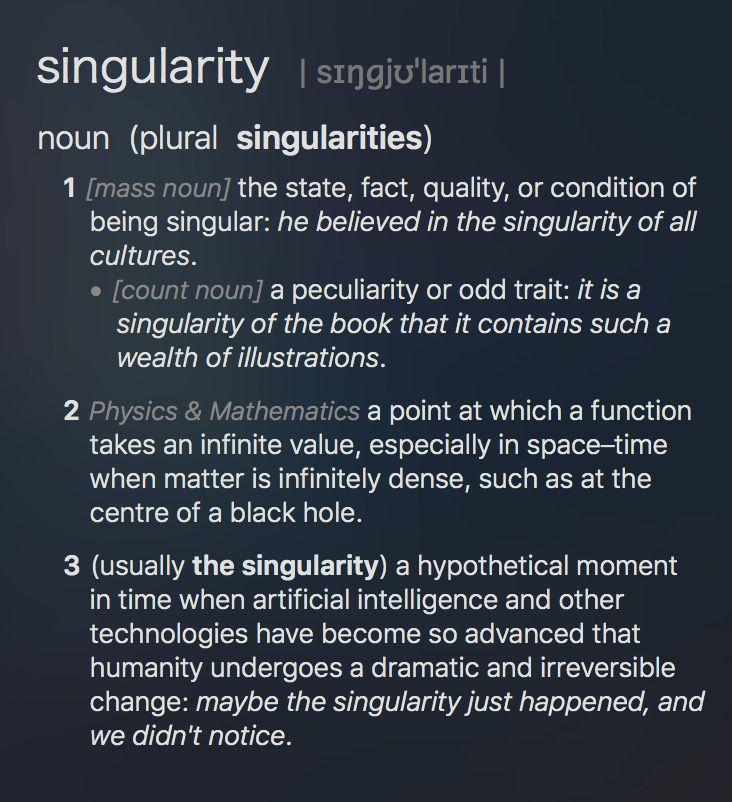 singularity | sɪŋɡjʊˈlarɪti |
noun (plural singularities)
1 [mass noun] the state, fact, quality, or condition of
being singular: he believed in the singularity of all
cultures.
• [count noun] a peculiarity or odd trait: it is a
singularity of the book that it contains such a
wealth of illustrations.
2 Physics & Mathematics a point at which a function
takes an infinite value, especially in space–time
when matter is infinitely dense, such as at the
centre of a black hole.
3 (usually the singularity) a hypothetical moment
in time when artificial intelligence and other
technologies have become so advanced that
humanity undergoes a dramatic and irreversible
change: maybe the singularity just happened, and
we didn't notice.